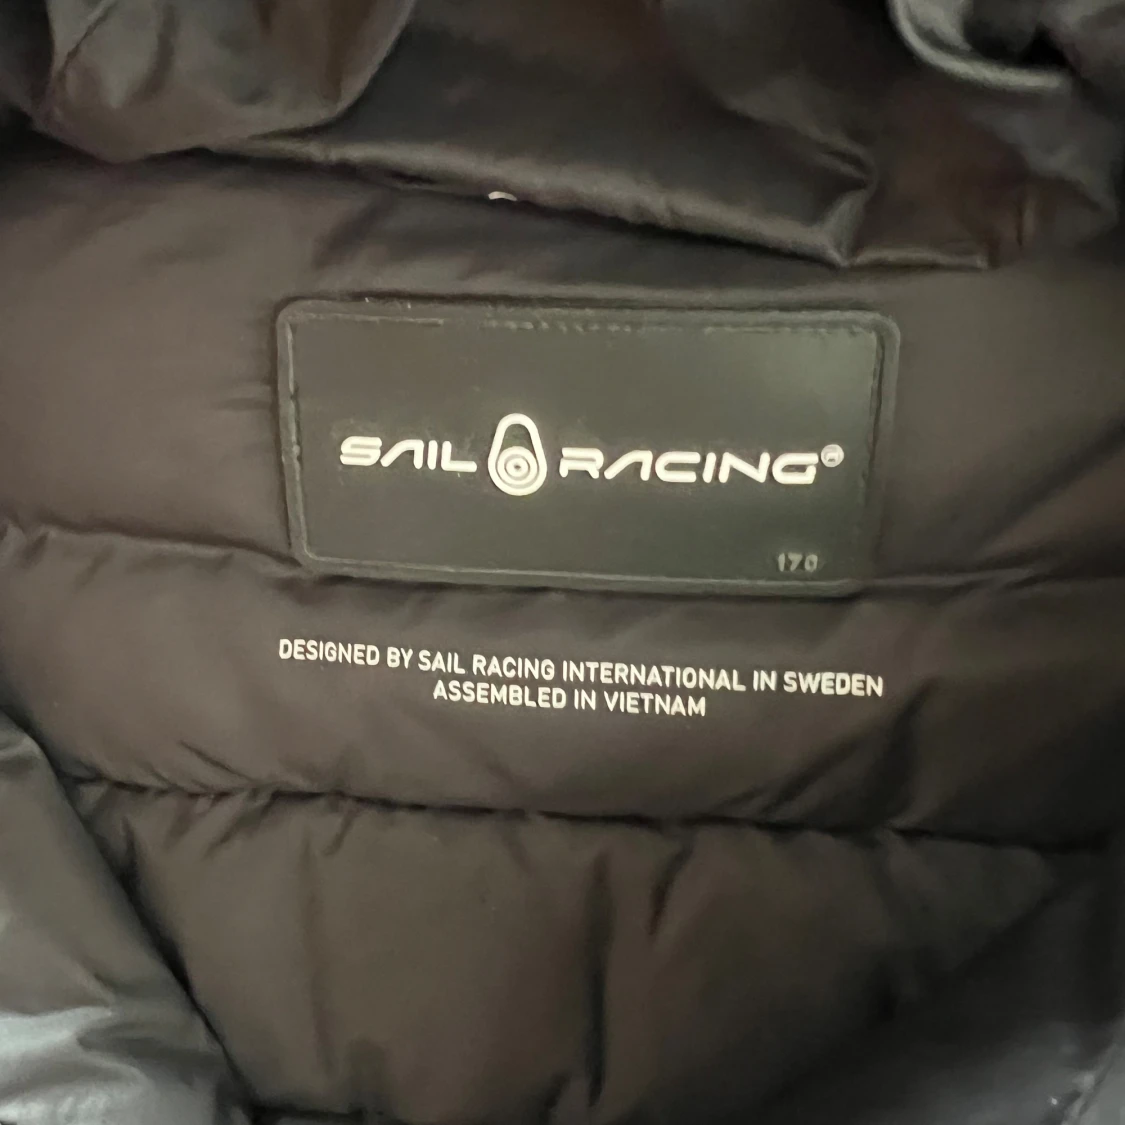 SAIL RACING®
170
DESIGNED BY SAIL RACING INTERNATIONAL IN SWEDEN
ASSEMBLED IN VIETNAM